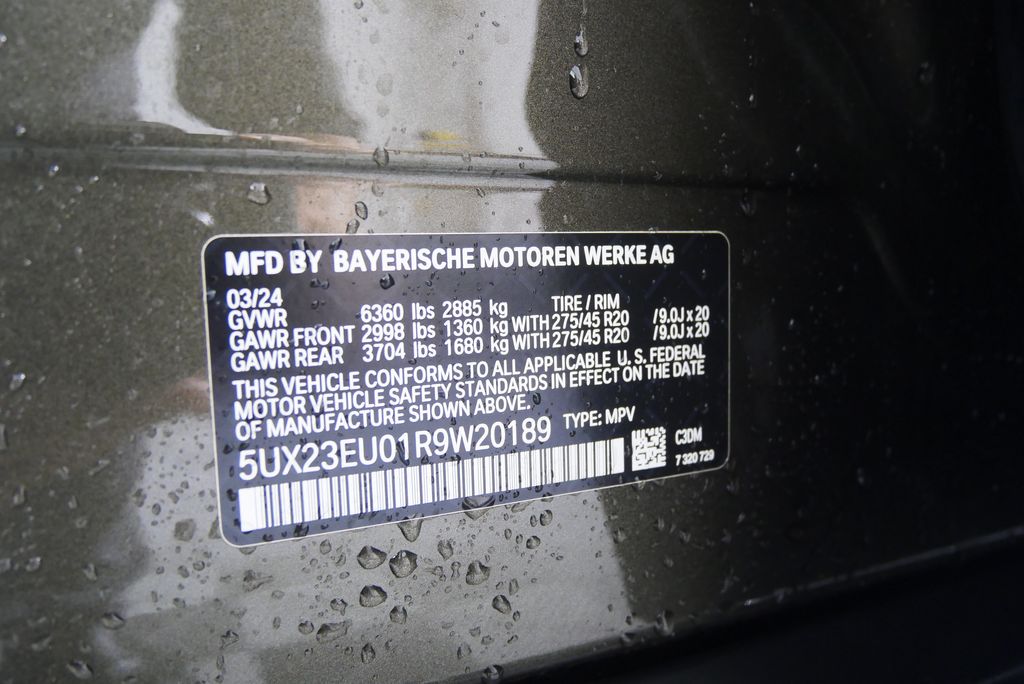 MFD BY BAYERISCHE MOTOREN WERKE AG
03/24 TIRE / RIM
GVWR 6360 lbs 2885 kg
GAWR FRONT 2998 lbs 1360 kg WITH 275/45 R20 /9.0J x 20
GAWR REAR 3704 lbs 1680 kg WITH 275/45 R20 /9.0J x 20
THIS VEHICLE CONFORMS TO ALL APPLICABLE U.S. FEDERAL
MOTOR VEHICLE SAFETY STANDARDS IN EFFECT ON THE DATE
OF MANUFACTURE SHOWN ABOVE.
5UX23EU01R9W20189 TYPE: MPV
C3DM
7 320 729